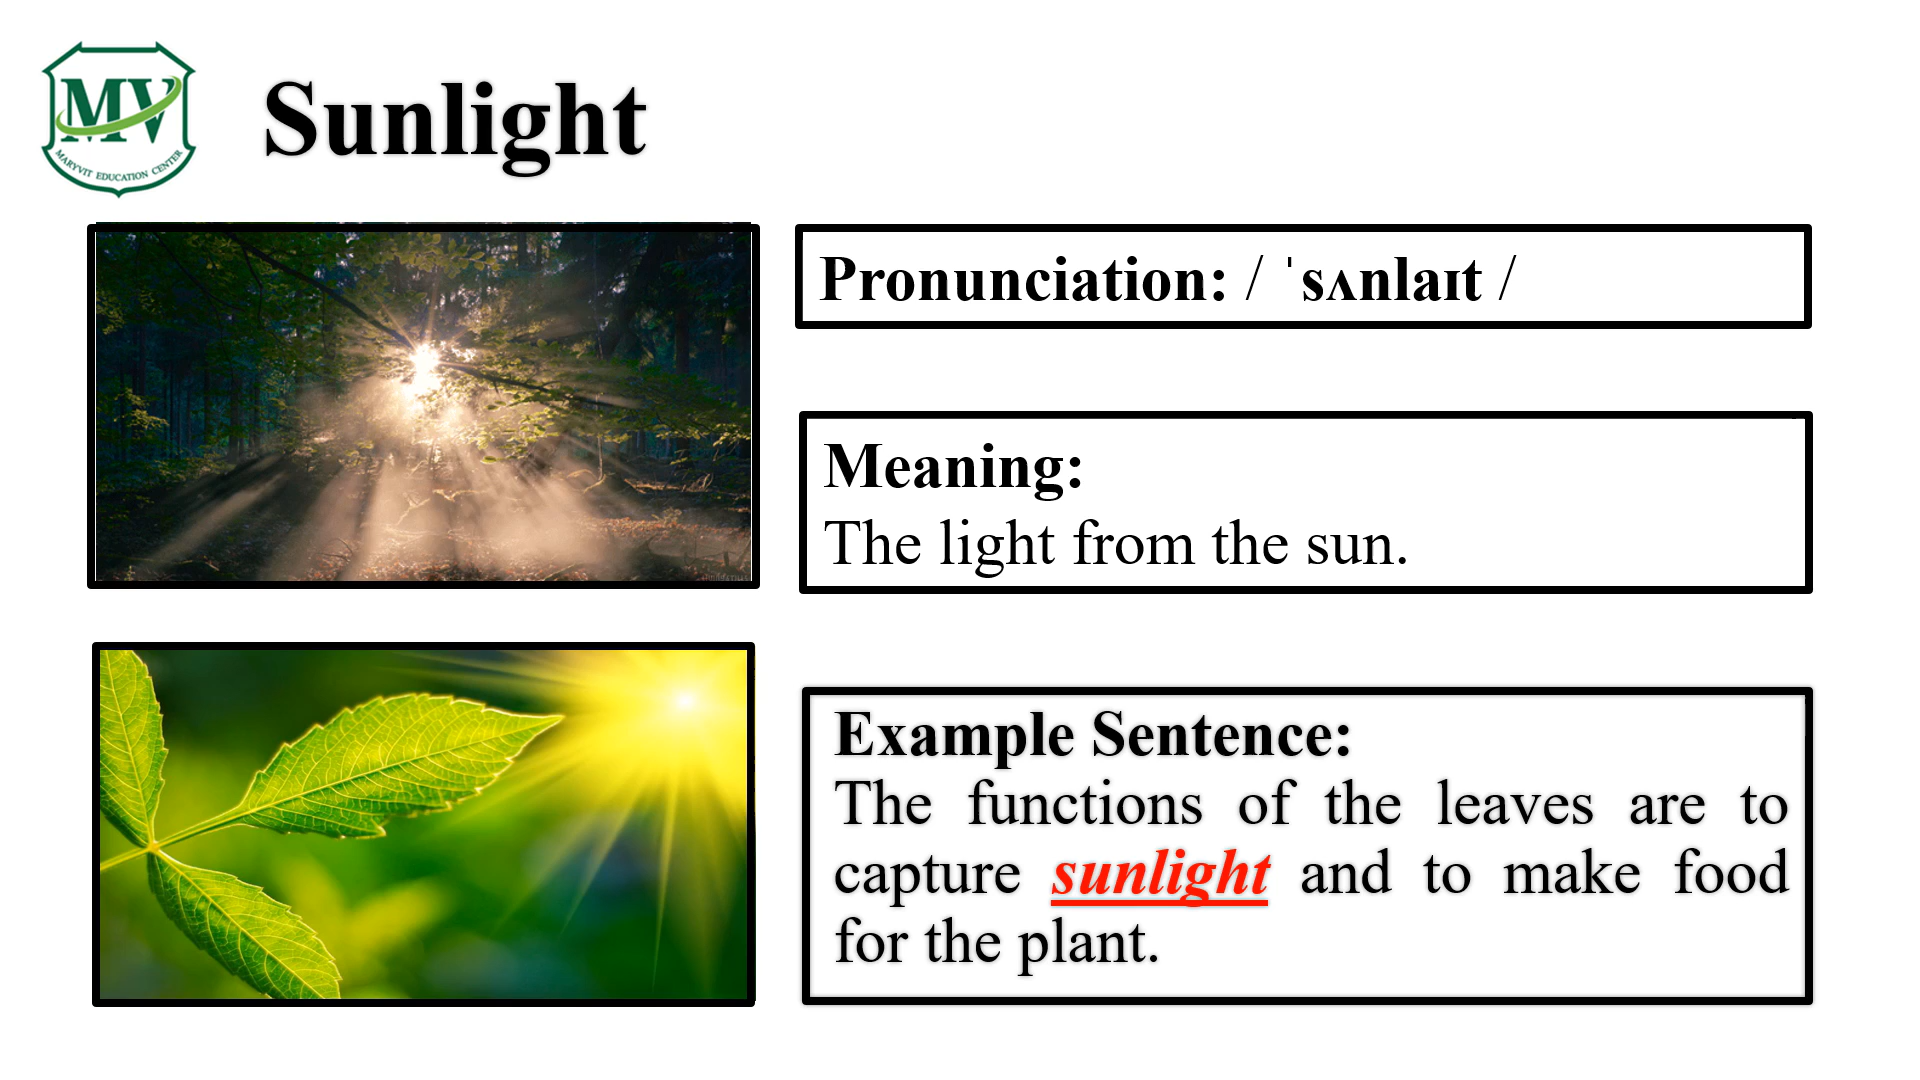 MV
MARYVIT EDUCATION CENTER
Sunlight
Pronunciation: / ˈsʌnlaɪt /
Meaning:
The light from the sun.
Example Sentence:
The functions of the leaves are to
capture sunlight and to make food
for the plant.